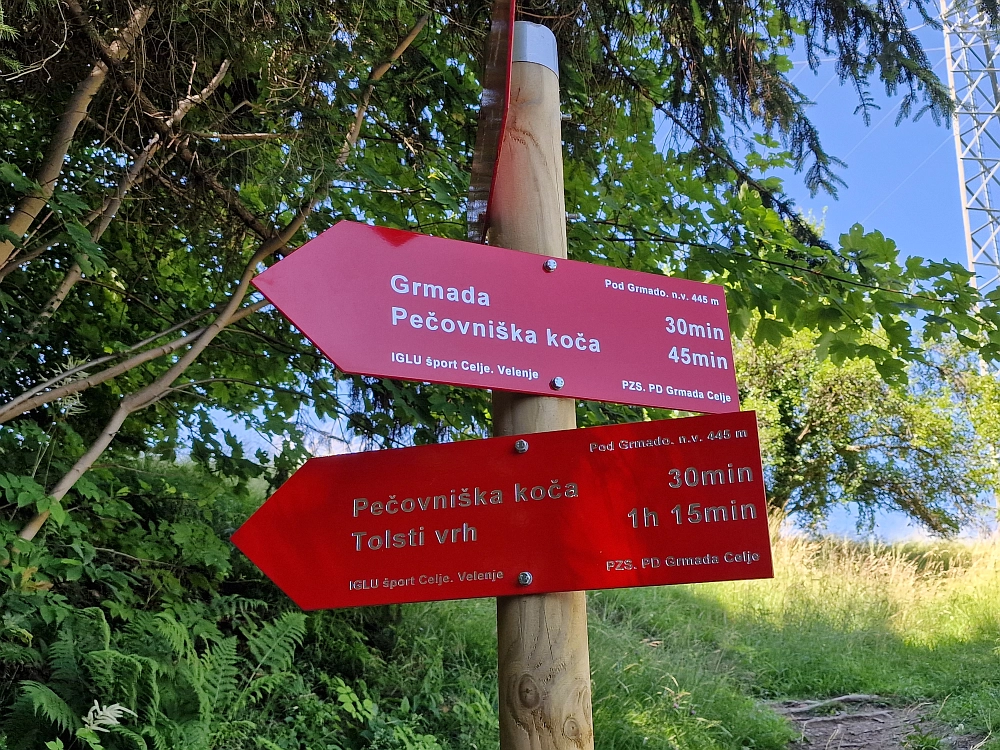 Pod Grmado. n.v. 445 m
Grmada 30min
Pečovniška koča 45min
IGLU šport Celje. Velenje PZS. PD Grmada Celje
Pod Grmado. n.v. 445 m
Pečovniška koča 30min
Tolsti vrh 1h 15min
IGLU šport Celje. Velenje PZS. PD Grmada Celje